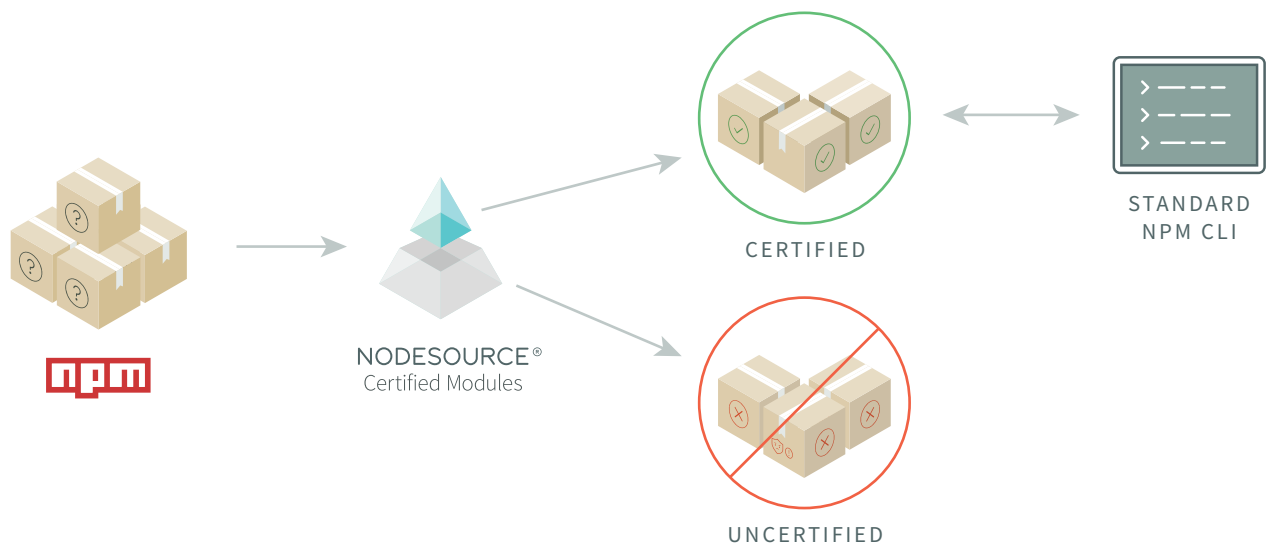 ?
?
?
npm
NODESOURCE®
Certified Modules
CERTIFIED
UNCERTIFIED
STANDARD
NPM CLI